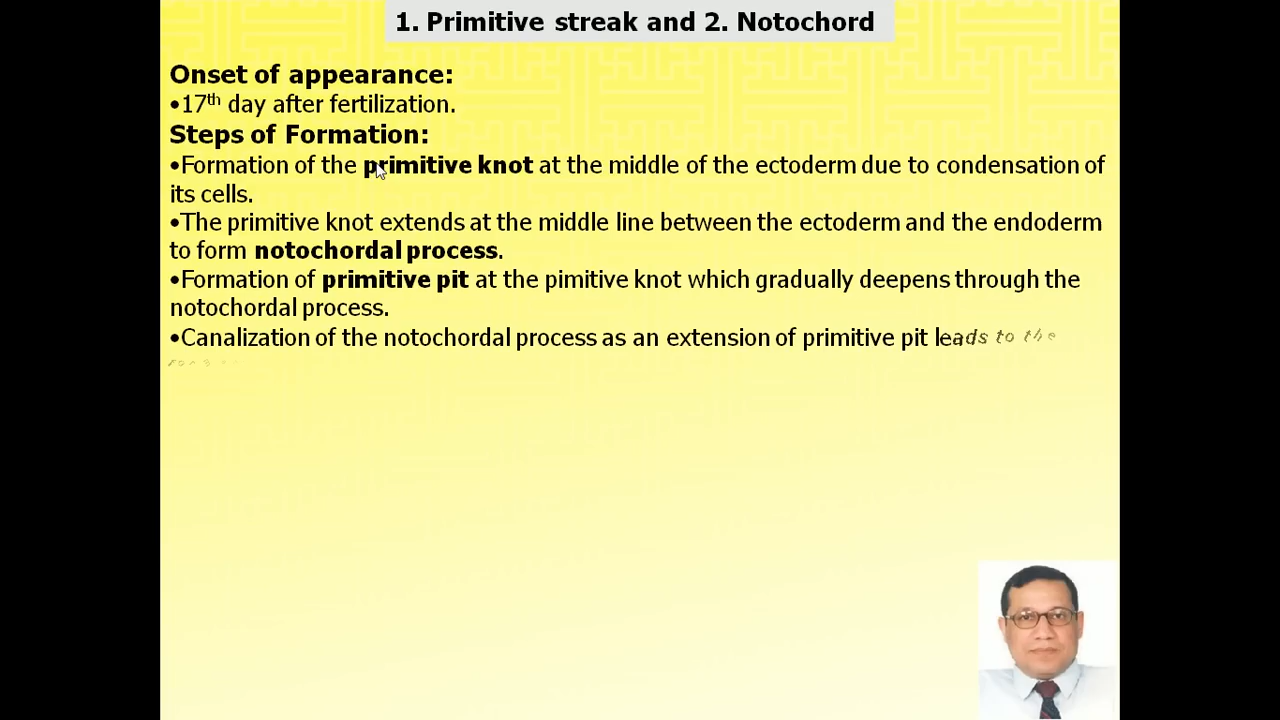 1. Primitive streak and 2. Notochord
Onset of appearance:
•17th day after fertilization.
Steps of Formation:
•Formation of the primitive knot at the middle of the ectoderm due to condensation of
its cells.
•The primitive knot extends at the middle line between the ectoderm and the endoderm
to form notochordal process.
•Formation of primitive pit at the pimitive knot which gradually deepens through the
notochordal process.
•Canalization of the notochordal process as an extension of primitive pit leads to the